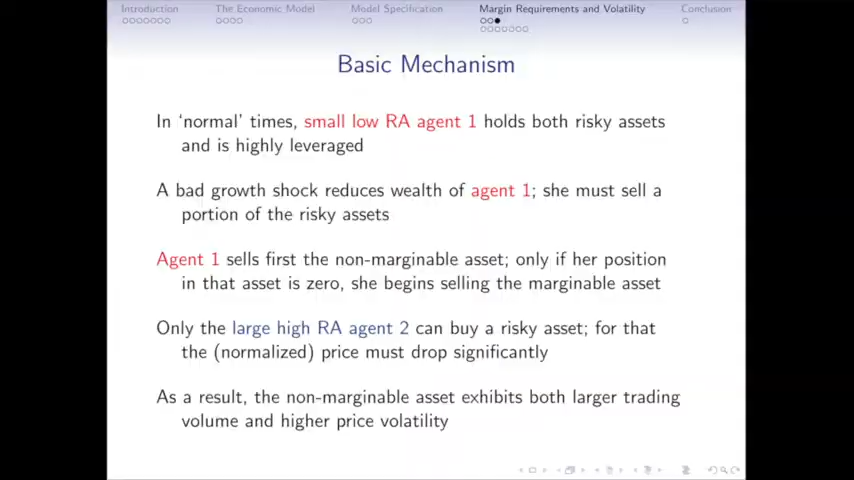 Introduction The Economic Model Model Specification Margin Requirements and Volatility Conclusion
Basic Mechanism
In ‘normal’ times, small low RA agent 1 holds both risky assets
and is highly leveraged
A bad growth shock reduces wealth of agent 1; she must sell a
portion of the risky assets
Agent 1 sells first the non-marginable asset; only if her position
in that asset is zero, she begins selling the marginable asset
Only the large high RA agent 2 can buy a risky asset; for that
the (normalized) price must drop significantly
As a result, the non-marginable asset exhibits both larger trading
volume and higher price volatility